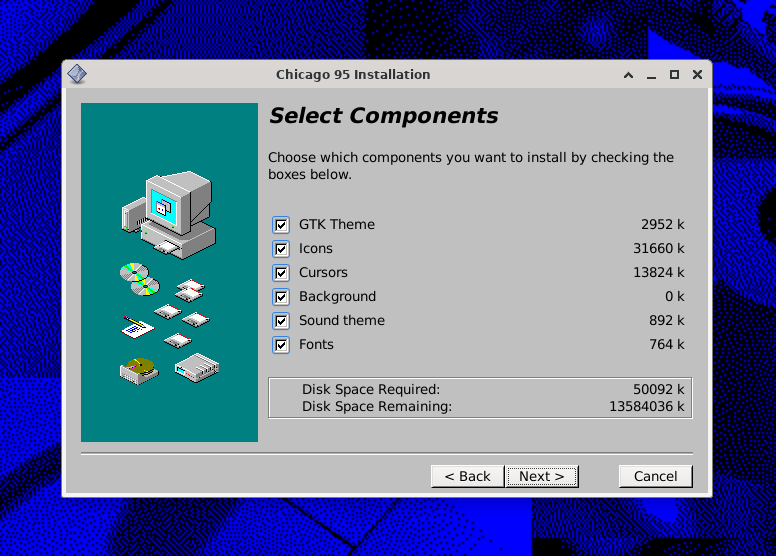 Chicago 95 Installation
Select Components
Choose which components you want to install by checking the
boxes below.
GTK Theme 2952 k
Icons 31660 k
Cursors 13824 k
Background 0 k
Sound theme 892 k
Fonts 764 k
Disk Space Required: 50092 k
Disk Space Remaining: 13584036 k
< Back Next > Cancel